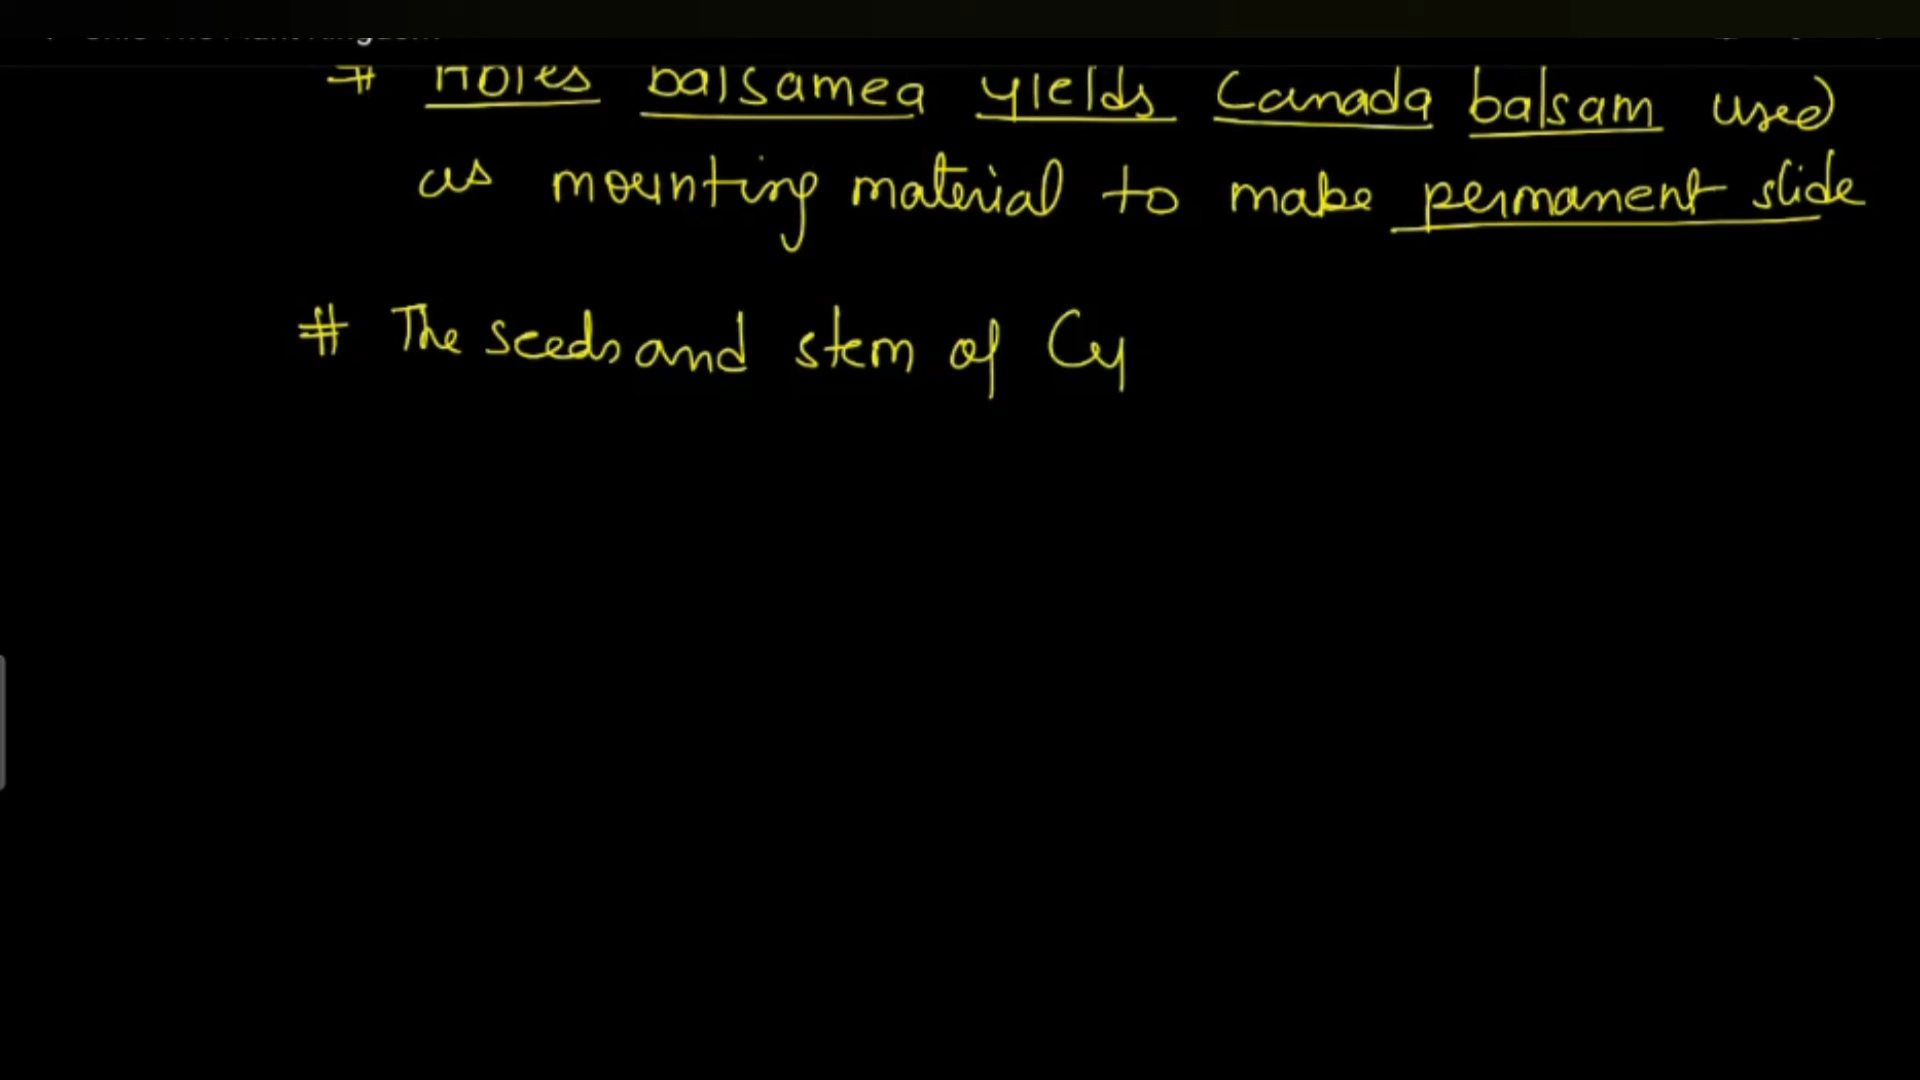 # Abies balsamea yields Canada balsam used
as mounting material to make permanent slide
# The seeds and stem of Cy